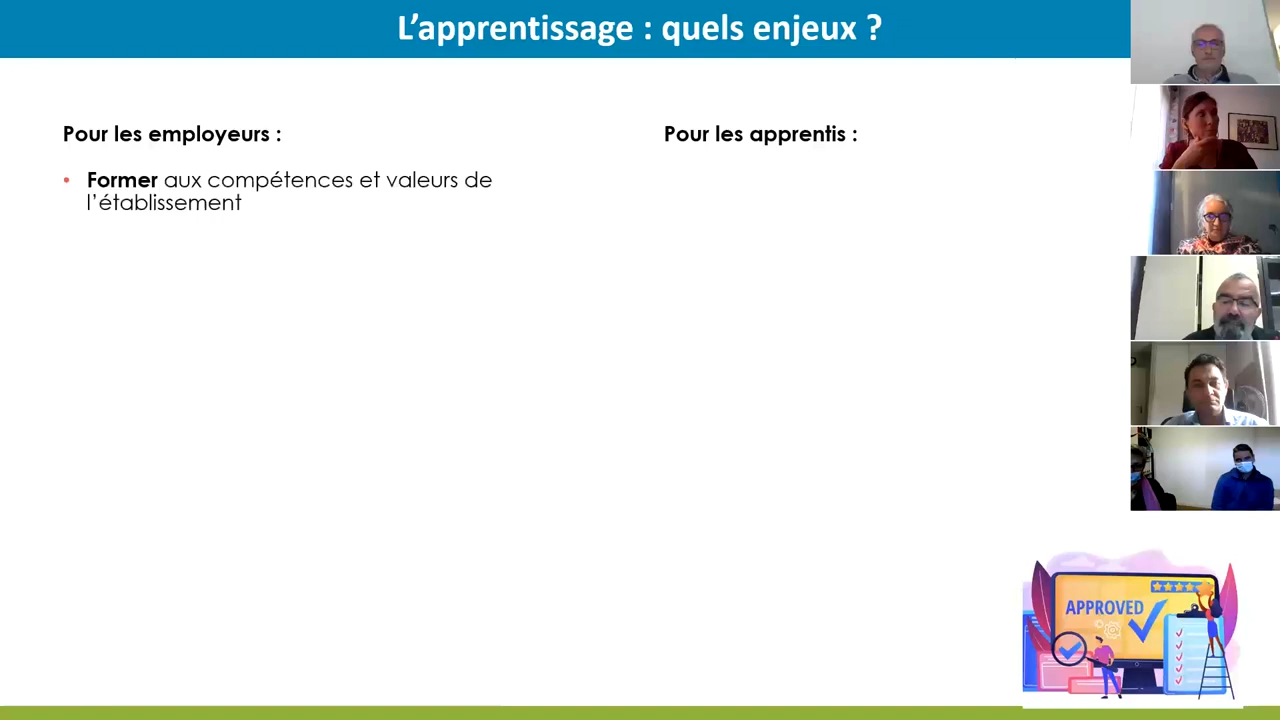 L’apprentissage : quels enjeux ?
Pour les employeurs :
• Former aux compétences et valeurs de
l’établissement
Pour les apprentis :
APPROVED